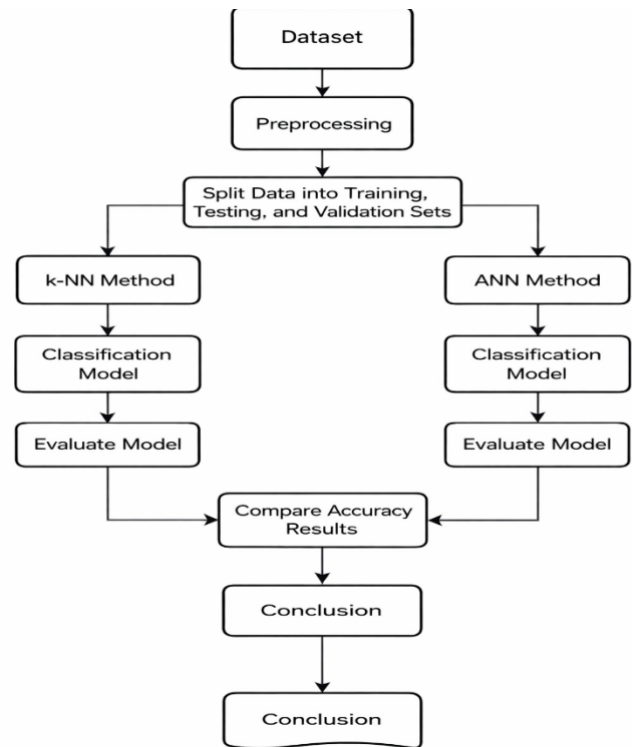 Dataset
Preprocessing
Split Data into Training,
Testing, and Validation Sets
k-NN Method
Classification
Model
Evaluate Model
ANN Method
Classification
Model
Evaluate Model
Compare Accuracy
Results
Conclusion
Conclusion